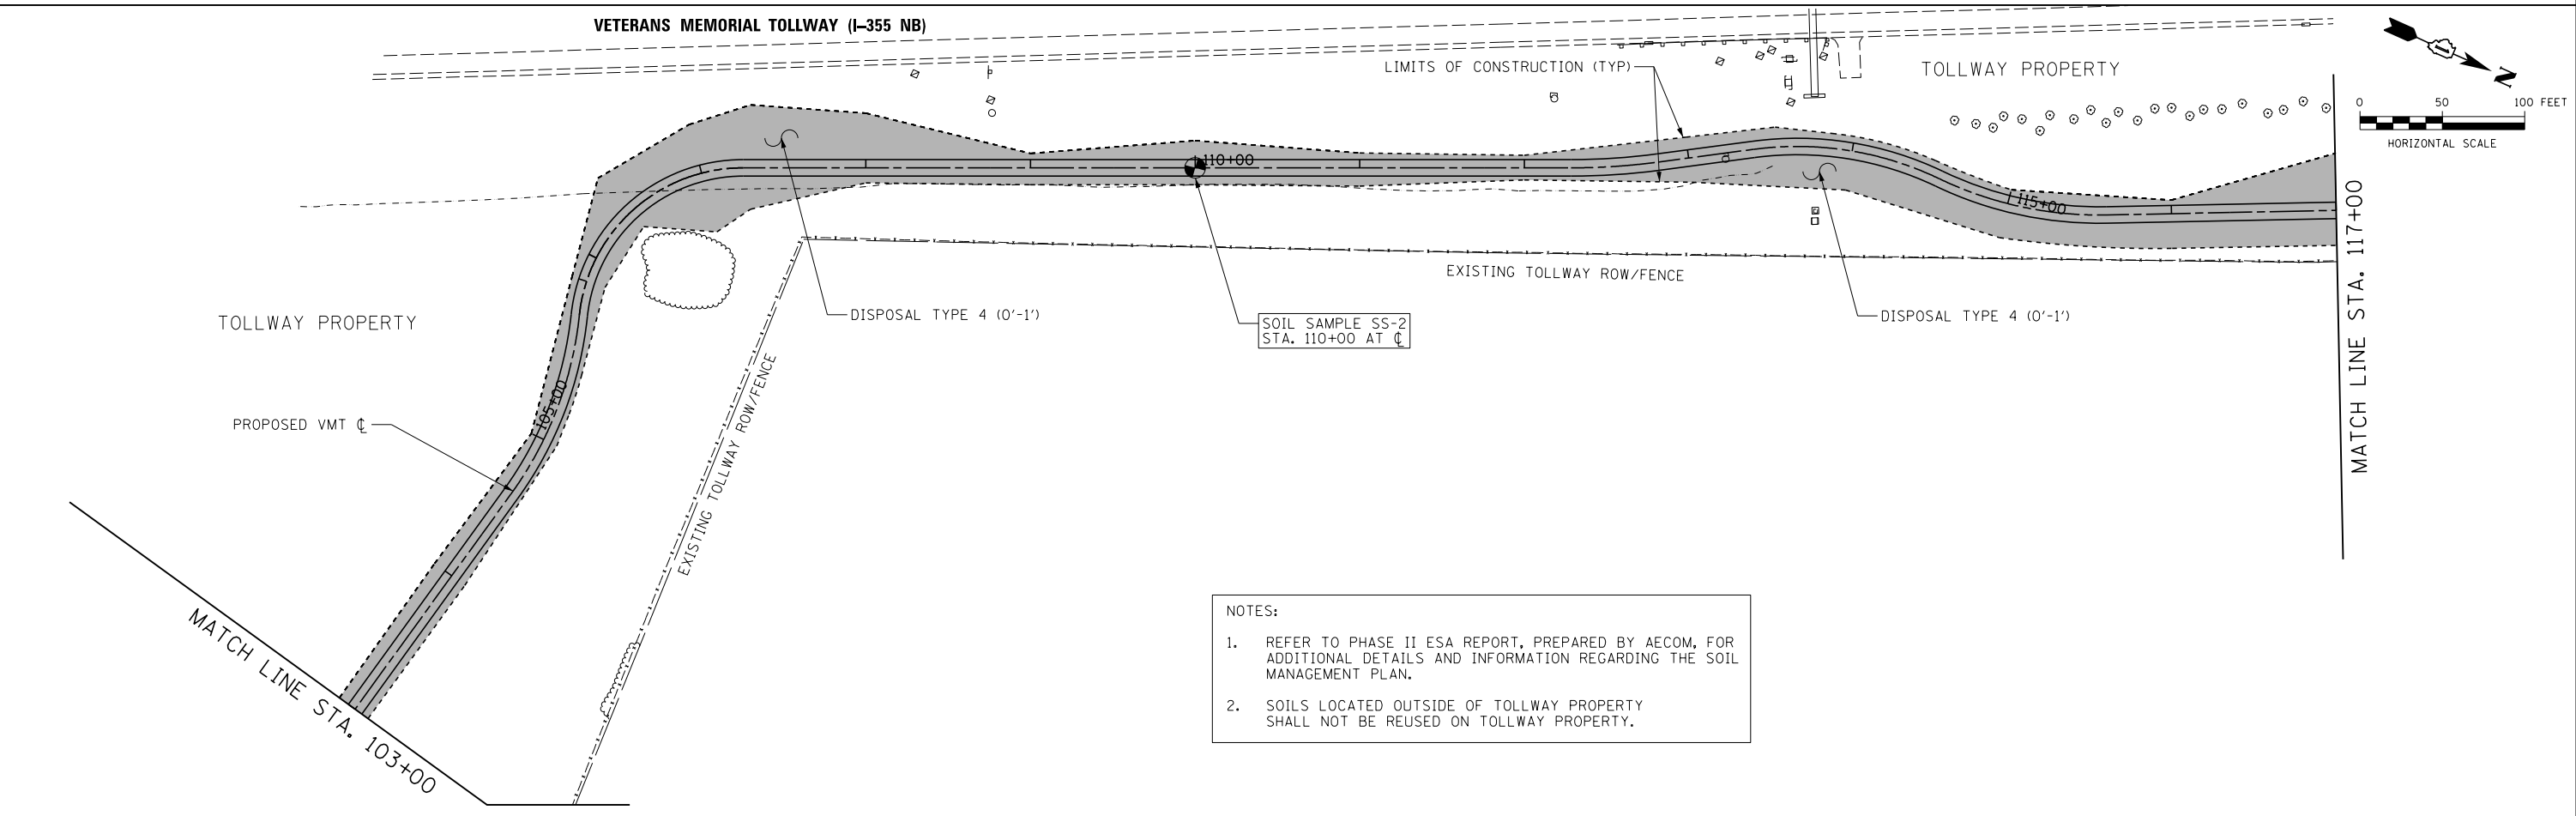 VETERANS MEMORIAL TOLLWAY (I-355 NB)
LIMITS OF CONSTRUCTION (TYP)
TOLLWAY PROPERTY
N
0 50 100 FEET
HORIZONTAL SCALE
110+00
115+00
MATCH LINE STA. 117+00
EXISTING TOLLWAY ROW/FENCE
TOLLWAY PROPERTY
DISPOSAL TYPE 4 (0'-1')
SOIL SAMPLE SS-2
STA. 110+00 AT ℄
DISPOSAL TYPE 4 (0'-1')
105+00
EXISTING TOLLWAY ROW/FENCE
PROPOSED VMT ℄
MATCH LINE STA. 103+00
NOTES:
1. REFER TO PHASE II ESA REPORT, PREPARED BY AECOM, FOR
ADDITIONAL DETAILS AND INFORMATION REGARDING THE SOIL
MANAGEMENT PLAN.
2. SOILS LOCATED OUTSIDE OF TOLLWAY PROPERTY
SHALL NOT BE REUSED ON TOLLWAY PROPERTY.